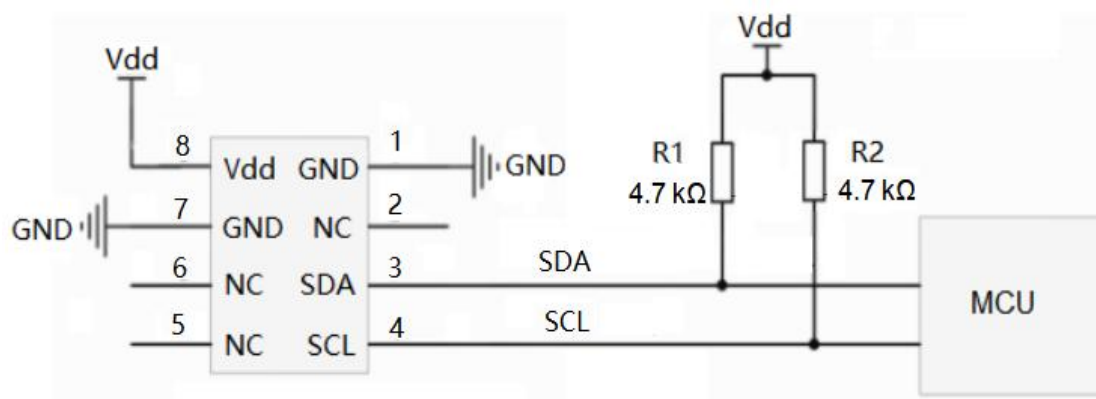 Vdd
Vdd
8
1
Vdd GND
GND
R1
4.7 kΩ
R2
4.7 kΩ
7
2
GND
GND NC
6
3
SDA
NC SDA
5
4
SCL
NC SCL
MCU